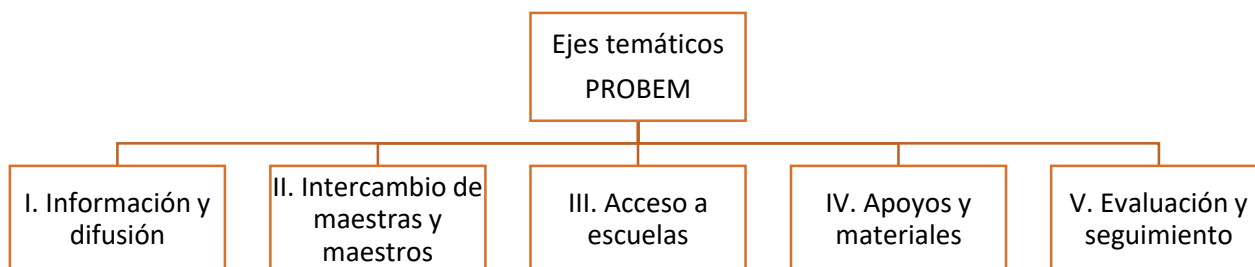 Ejes temáticos
PROBEM
I. Información y
difusión
II. Intercambio de
maestras y
maestros
III. Acceso a
escuelas
IV. Apoyos y
materiales
V. Evaluación y
seguimiento